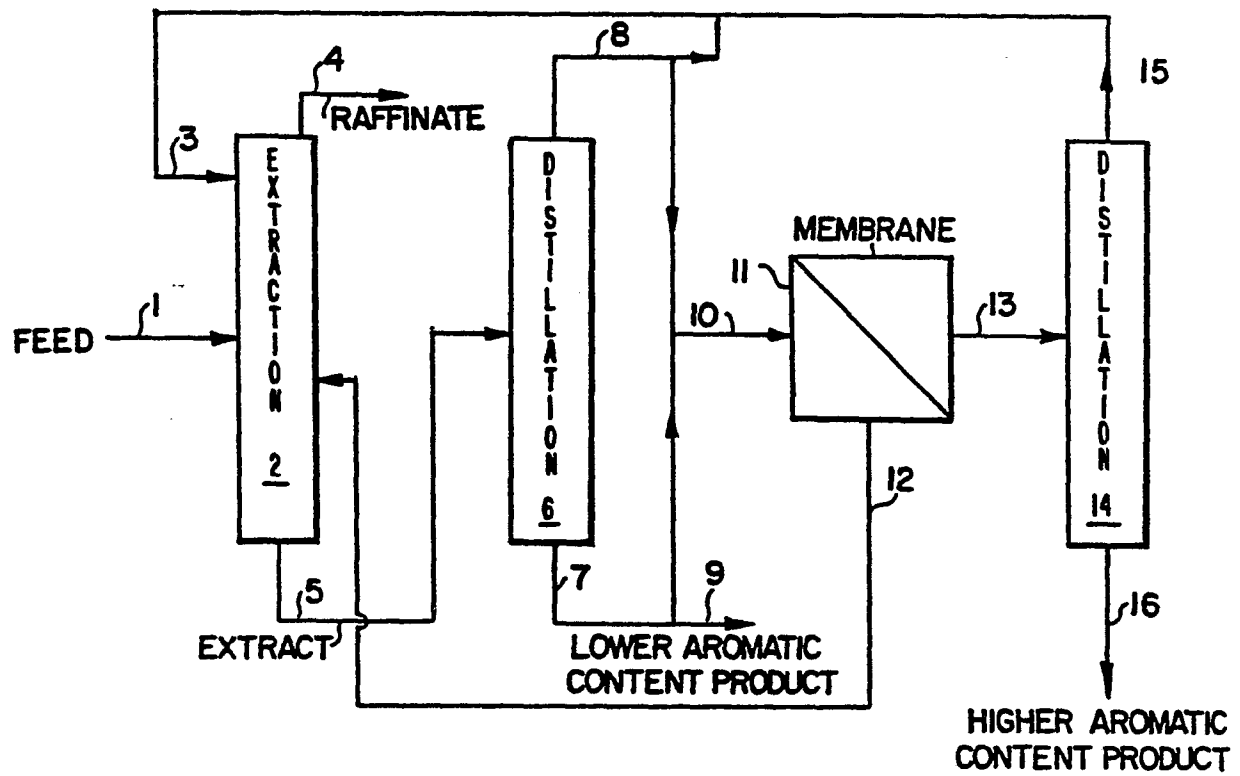 8
4
RAFFINATE
15
3
EXTRACTION 2
DISTILLATION 6
DISTILLATION 14
MEMBRANE
11
1
FEED
10
13
12
5
EXTRACT
7
9
LOWER AROMATIC
CONTENT PRODUCT
16
HIGHER AROMATIC
CONTENT PRODUCT